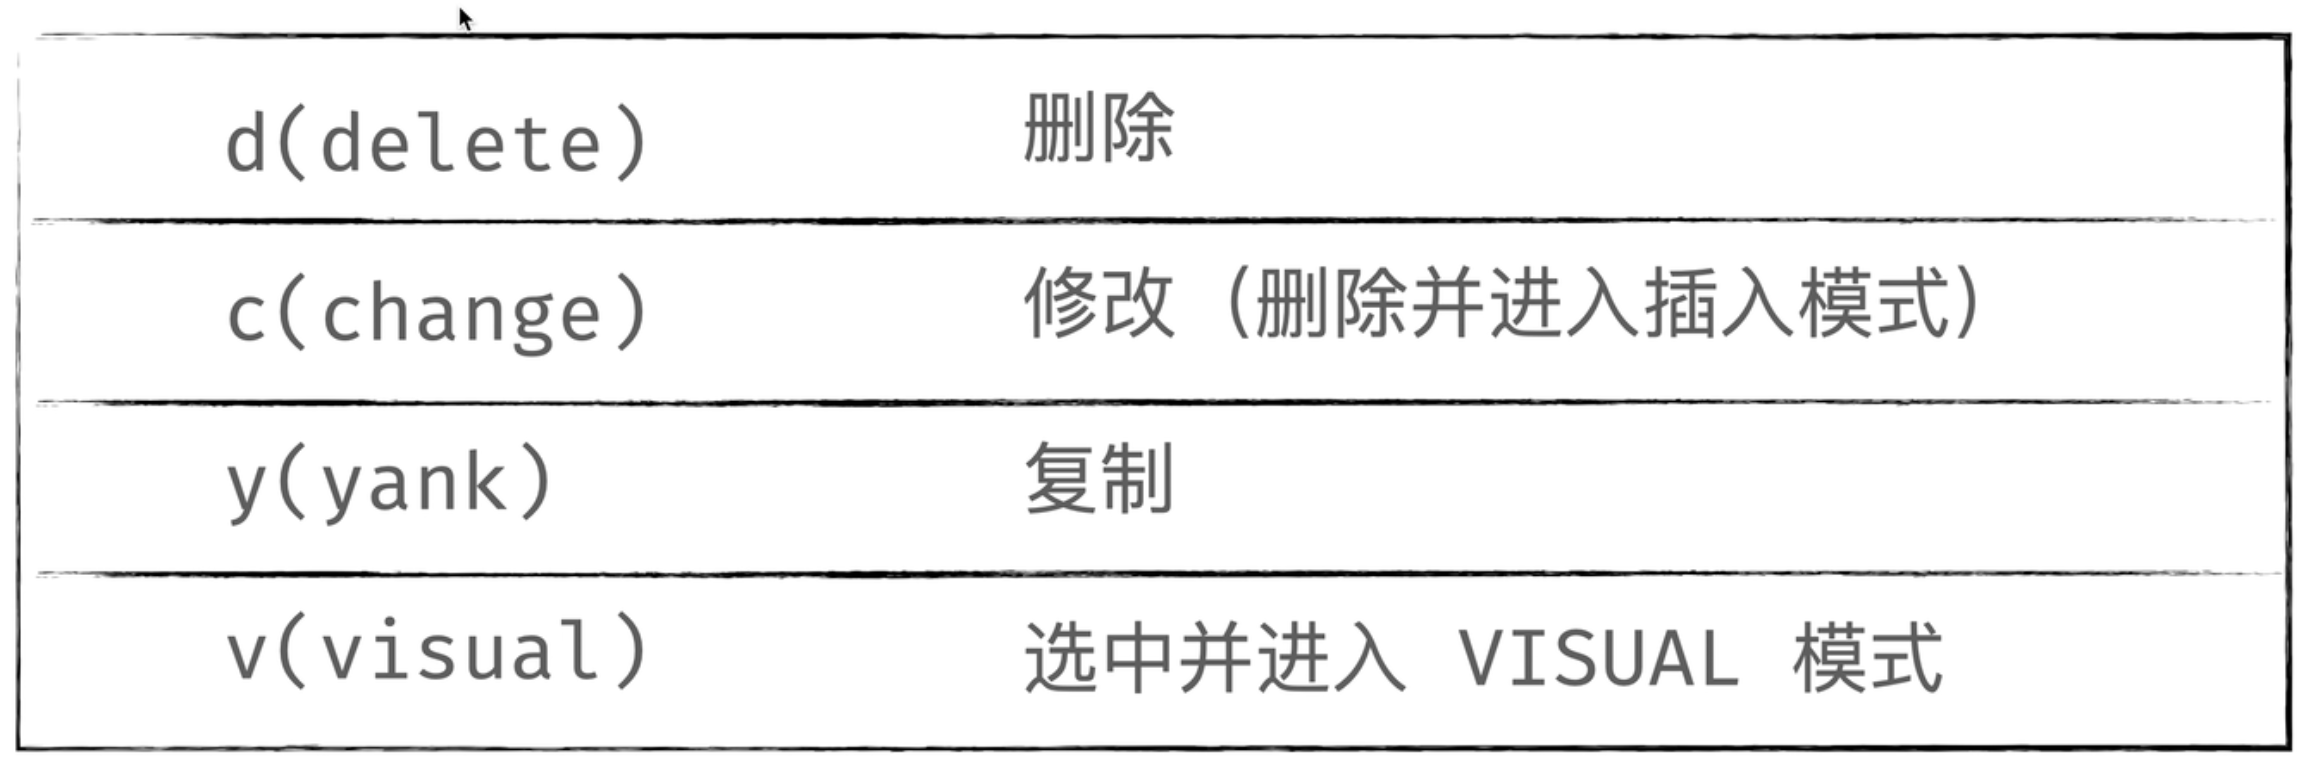 d(delete) 删除
c(change) 修改（删除并进入插入模式）
y(yank) 复制
v(visual) 选中并进入 VISUAL 模式